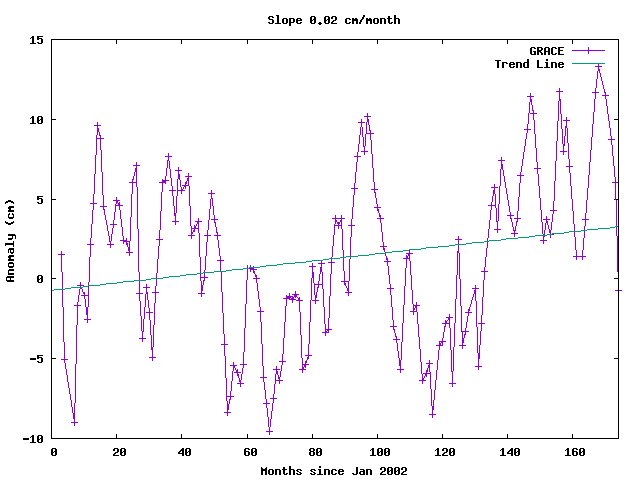 Slope 0.02 cm/month
GRACE
Trend Line
15
10
5
0
-5
-10
Anomaly (cm)
0 20 40 60 80 100 120 140 160
Months since Jan 2002